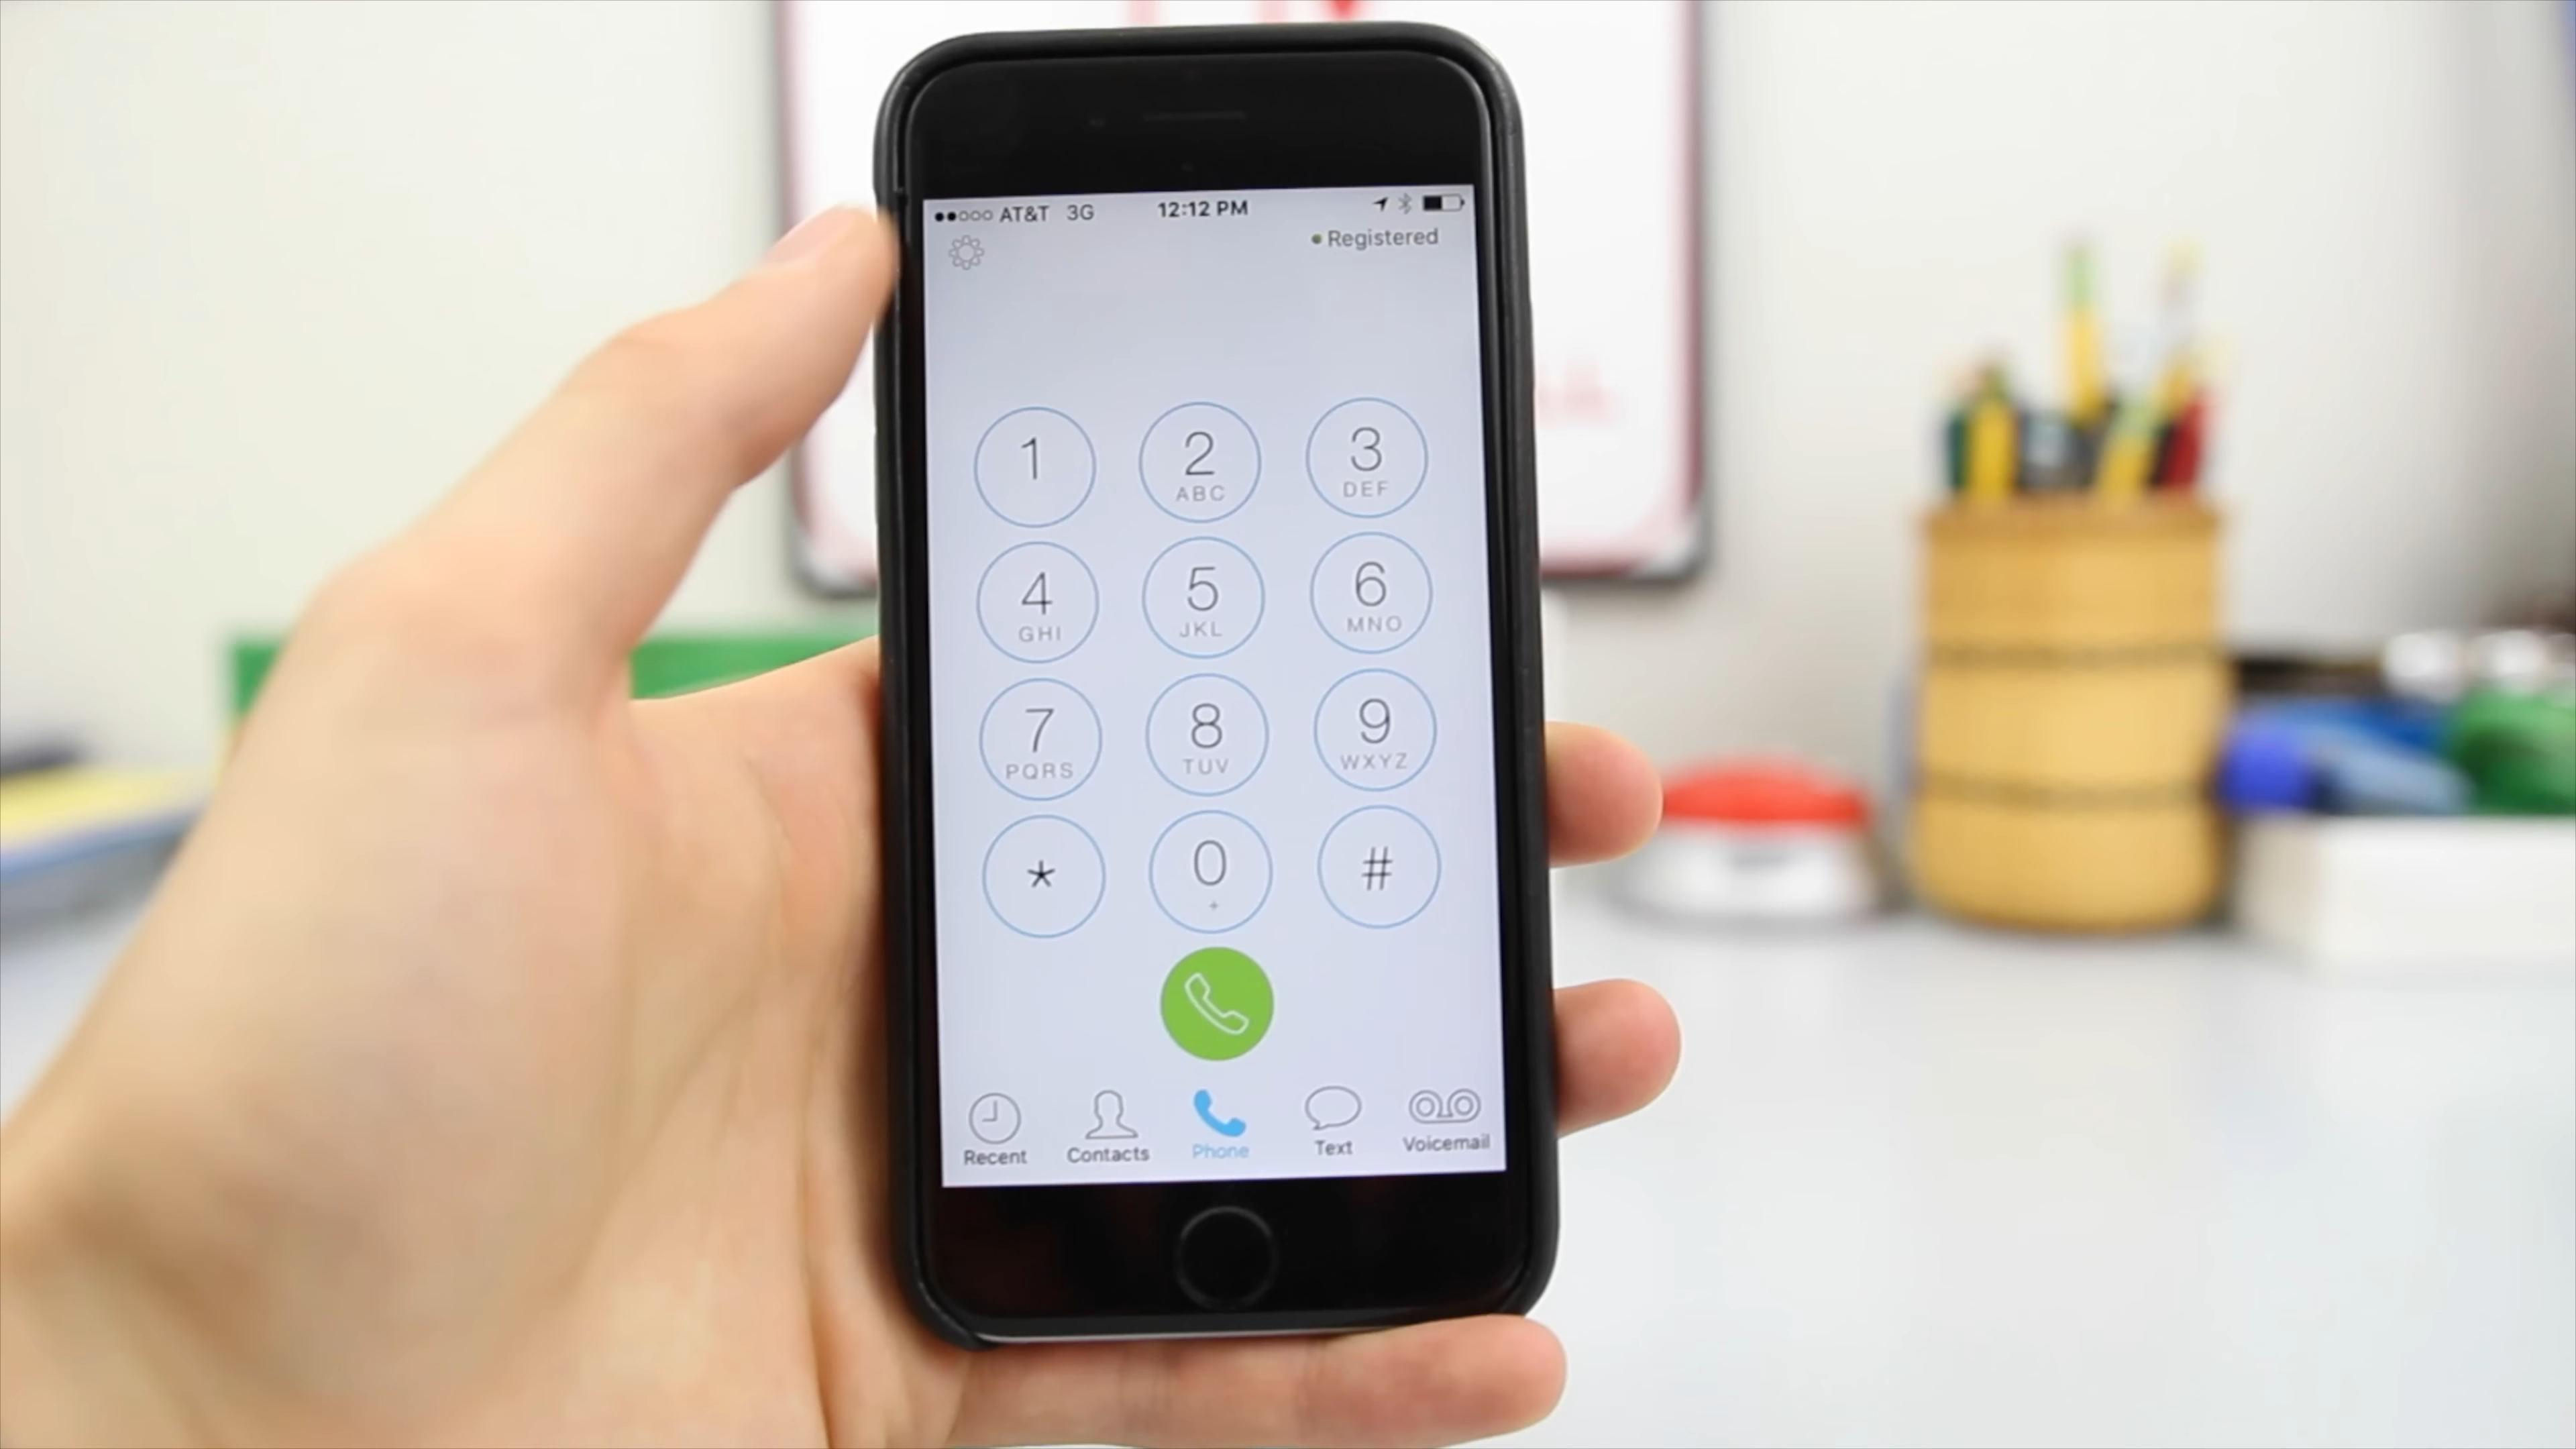 AT&T 3G 12:12 PM
Registered
1
2
ABC
3
DEF
4
GHI
5
JKL
6
MNO
7
PQRS
8
TUV
9
WXYZ
*
0
+
#
Recent
Contacts
Phone
Text
Voicemail